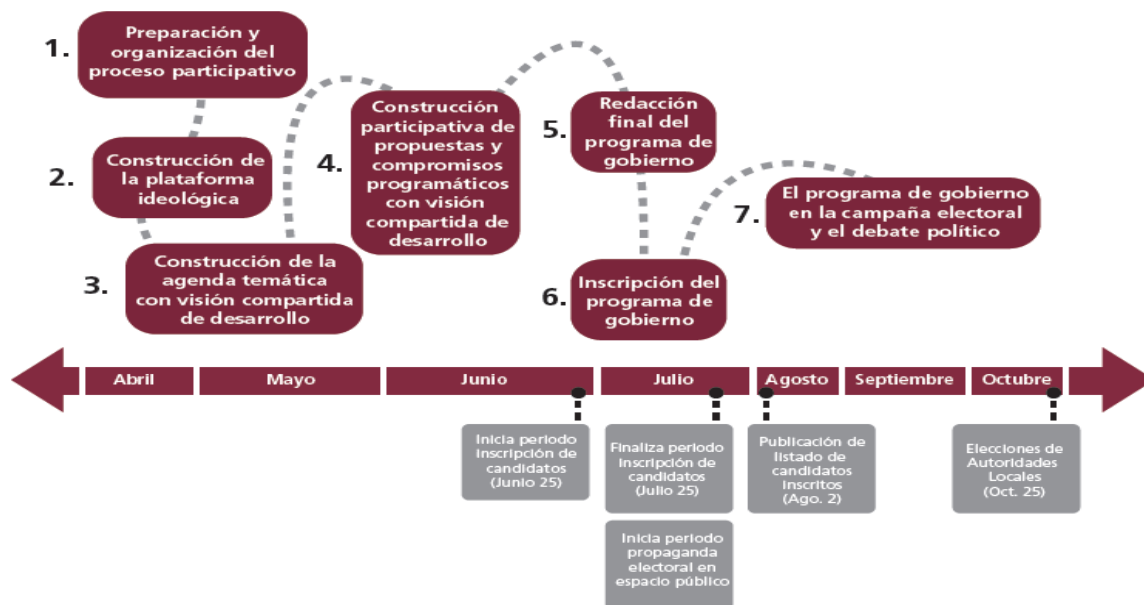 1.
Preparación y
organización del
proceso participativo
2.
Construcción de
la plataforma
ideológica
3.
Construcción de la
agenda temática
con visión compartida
de desarrollo
4.
Construcción
participativa de
propuestas y
compromisos
programáticos
con visión
compartida de
desarrollo
5.
Redacción
final del
programa de
gobierno
6.
Inscripción del
programa de
gobierno
7.
El programa de gobierno
en la campaña electoral
y el debate político
Abril
Mayo
Junio
Julio
Agosto
Septiembre
Octubre
Inicia periodo
inscripción de
candidatos
(Junio 25)
Finaliza periodo
inscripción de
candidatos
(Julio 25)
Inicia periodo
propaganda
electoral en
espacio público
Publicación de
listado de
candidatos
inscritos
(Ago. 2)
Elecciones de
Autoridades
Locales
(Oct. 25)